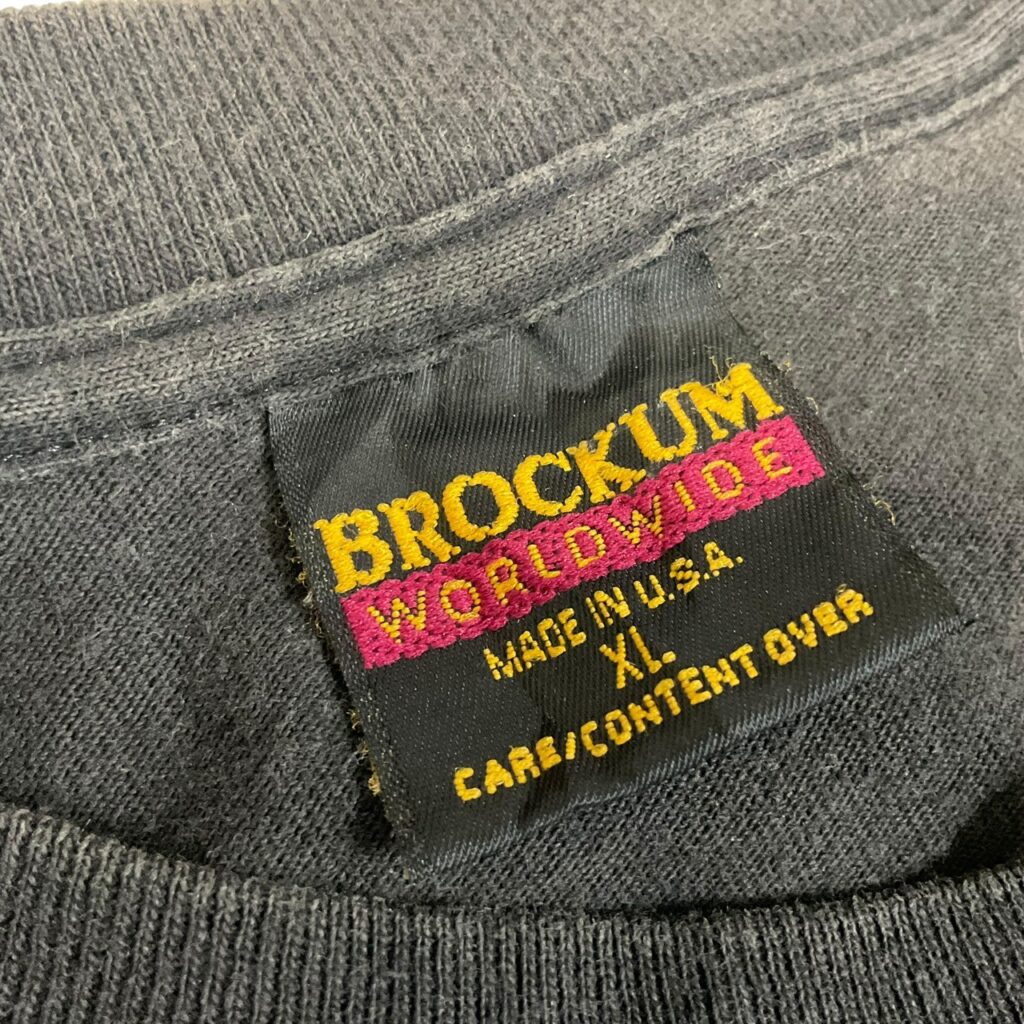 BROCKUM
WORLDWIDE
MADE IN U.S.A.
XL
CARE/CONTENT OVER